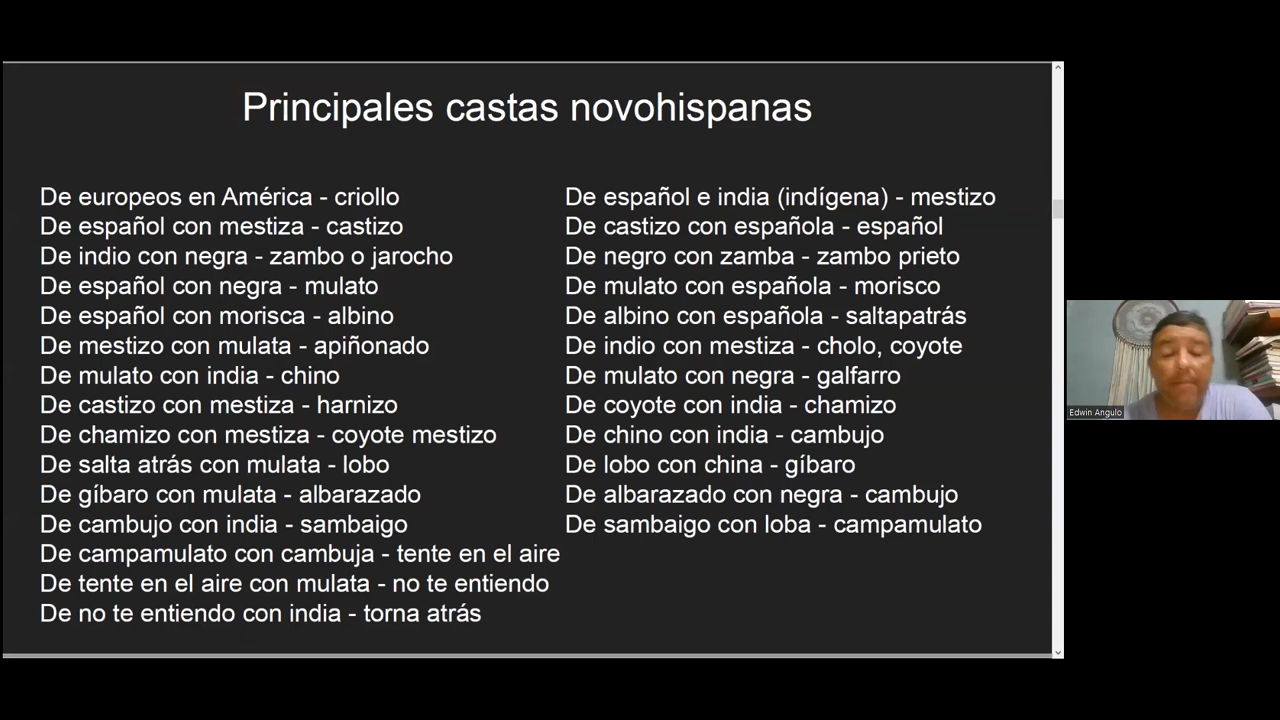 Principales castas novohispanas
De europeos en América - criollo
De español con mestiza - castizo
De indio con negra - zambo o jarocho
De español con negra - mulato
De español con morisca - albino
De mestizo con mulata - apiñonado
De mulato con india - chino
De castizo con mestiza - harnizo
De chamizo con mestiza - coyote mestizo
De salta atrás con mulata - lobo
De gíbaro con mulata - albarazado
De cambujo con india - sambaigo
De campamulato con cambuja - tente en el aire
De tente en el aire con mulata - no te entiendo
De no te entiendo con india - torna atrás
De español e india (indígena) - mestizo
De castizo con española - español
De negro con zamba - zambo prieto
De mulato con española - morisco
De albino con española - saltapatrás
De indio con mestiza - cholo, coyote
De mulato con negra - galfarro
De coyote con india - chamizo
De chino con india - cambujo
De lobo con china - gíbaro
De albarazado con negra - cambujo
De sambaigo con loba - campamulato
Edwin Angulo